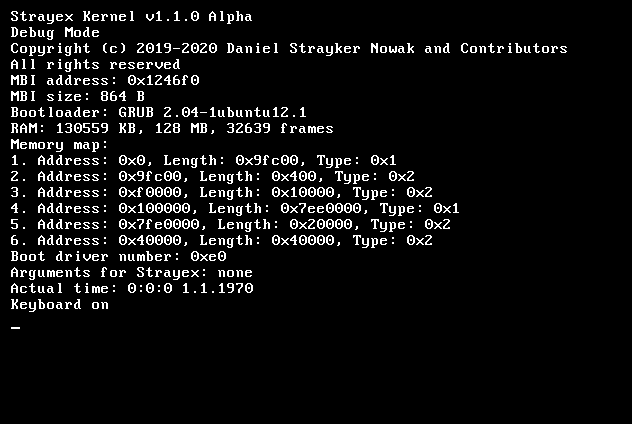 Strayex Kernel v1.1.0 Alpha
Debug Mode
Copyright (c) 2019-2020 Daniel Strayker Nowak and Contributors
All rights reserved
MBI address: 0x1246f0
MBI size: 864 B
Bootloader: GRUB 2.04-1ubuntu12.1
RAM: 130559 KB, 128 MB, 32639 frames
Memory map:
1. Address: 0x0, Length: 0x9fc00, Type: 0x1
2. Address: 0x9fc00, Length: 0x400, Type: 0x2
3. Address: 0xf0000, Length: 0x10000, Type: 0x2
4. Address: 0x100000, Length: 0x7ee0000, Type: 0x1
5. Address: 0x7fe0000, Length: 0x20000, Type: 0x2
6. Address: 0x40000, Length: 0x40000, Type: 0x2
Boot driver number: 0xe0
Arguments for Strayex: none
Actual time: 0:0:0 1.1.1970
Keyboard on
_